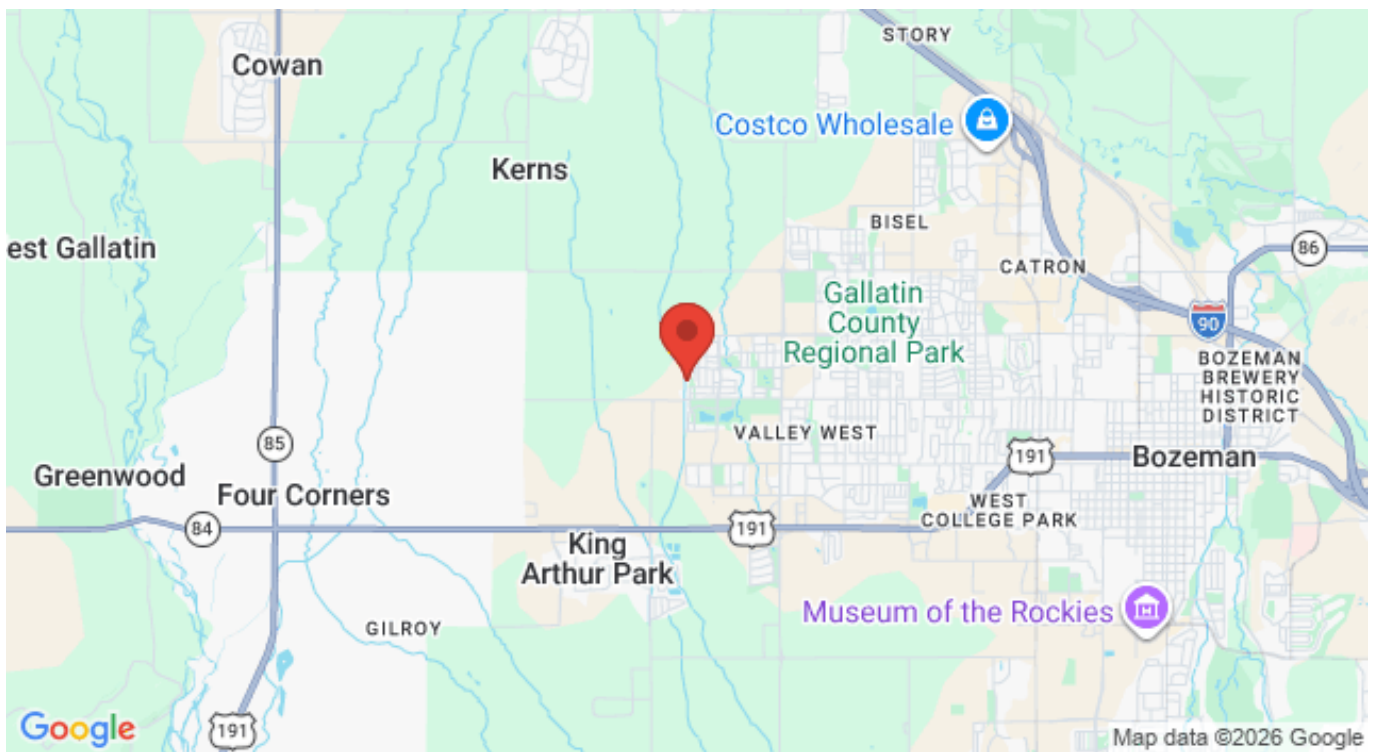 STORY
Cowan
Costco Wholesale
Kerns
BISEL
est Gallatin
86
CATRON
Gallatin
County
Regional Park
90
BOZEMAN
BREWERY
HISTORIC
DISTRICT
VALLEY WEST
85
191
Bozeman
Greenwood
Four Corners
WEST
COLLEGE PARK
84
191
King
Arthur Park
Museum of the Rockies
M
GILROY
Google
191
Map data ©2026 Google